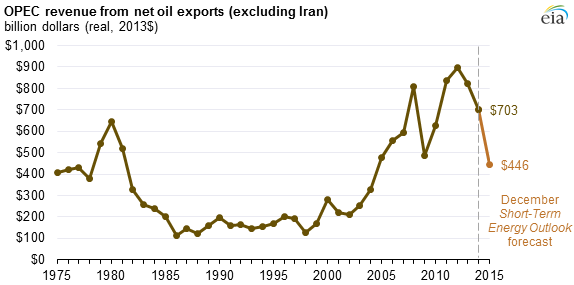 OPEC revenue from net oil exports (excluding Iran)
billion dollars (real, 2013$)
eia
$1,000
$900
$800
$700
$600
$500
$400
$300
$200
$100
$0
$703
$446
December
Short-Term
Energy Outlook
forecast
1975 1980 1985 1990 1995 2000 2005 2010 2015